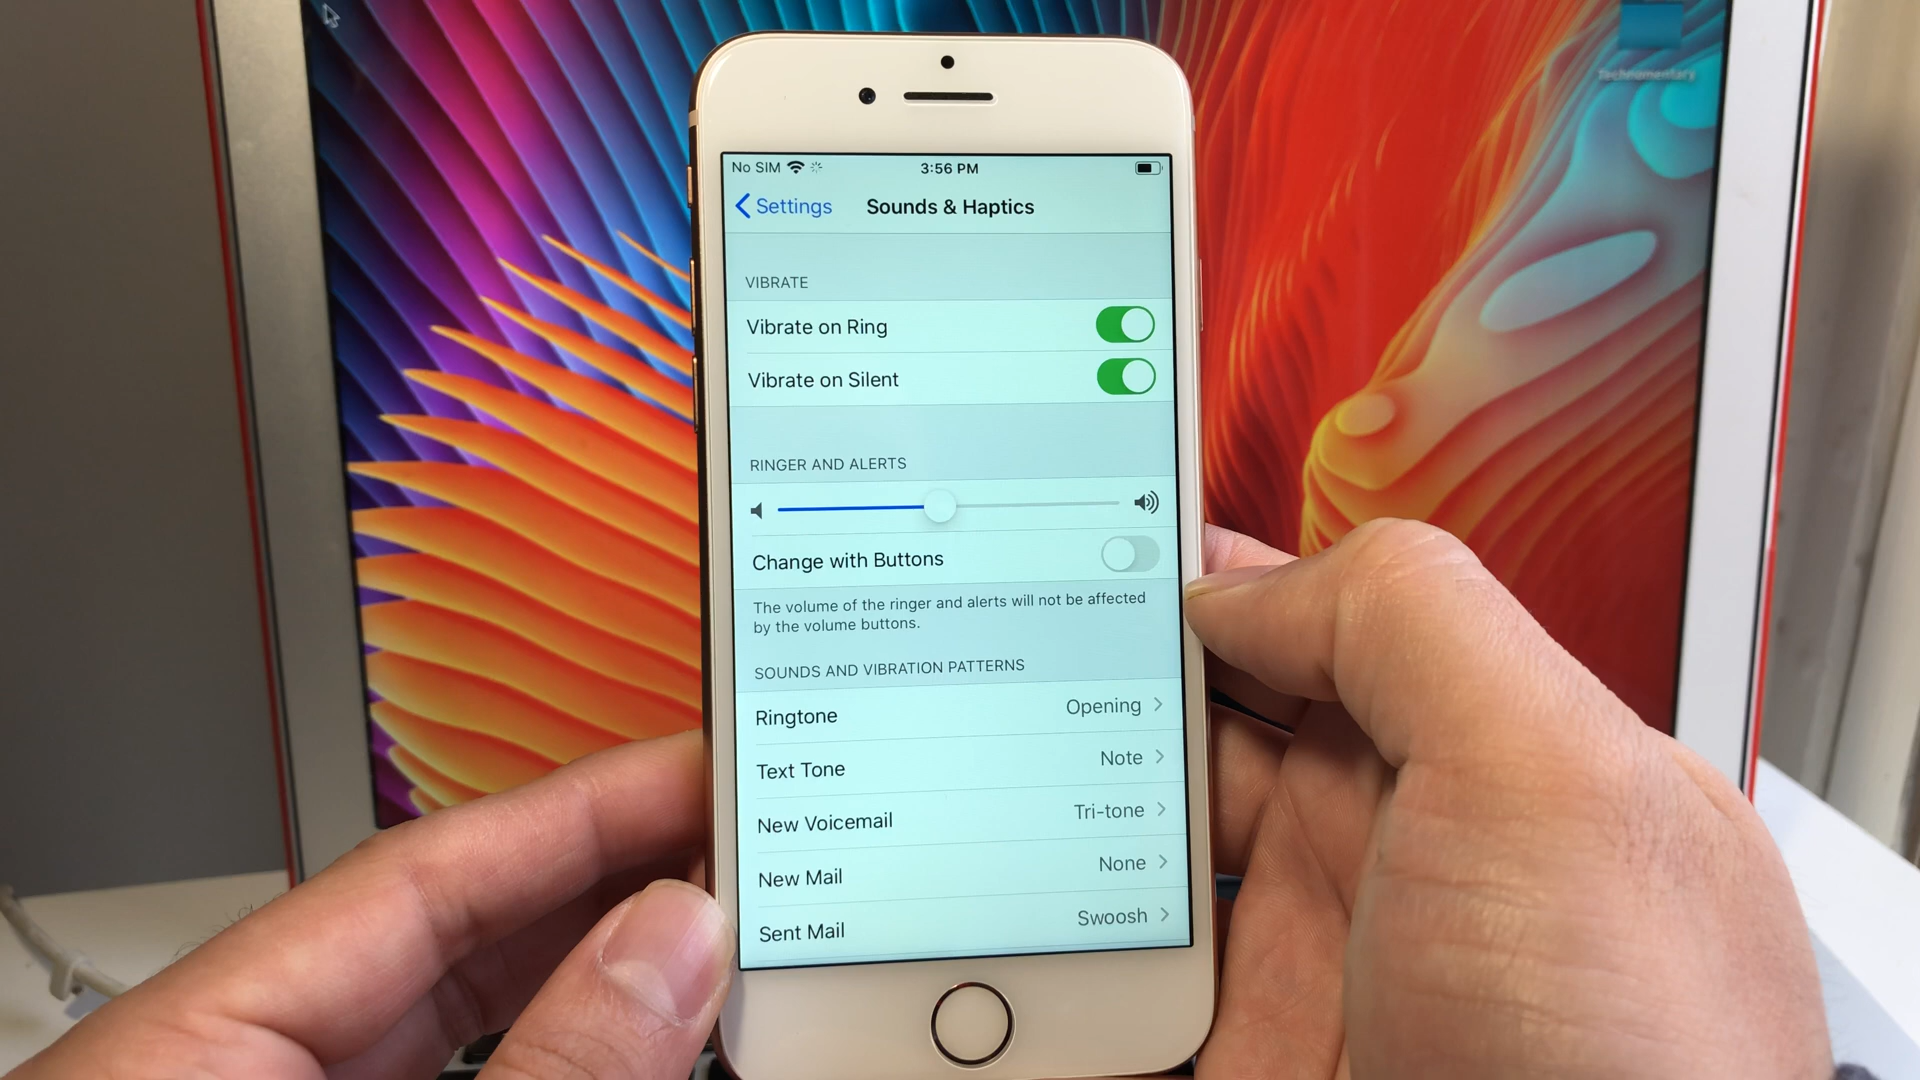 Technomentary
No SIM 3:56 PM
Settings Sounds & Haptics
VIBRATE
Vibrate on Ring
Vibrate on Silent
RINGER AND ALERTS
Change with Buttons
The volume of the ringer and alerts will not be affected
by the volume buttons.
SOUNDS AND VIBRATION PATTERNS
Ringtone Opening
Text Tone Note
New Voicemail Tri-tone
New Mail None
Sent Mail Swoosh